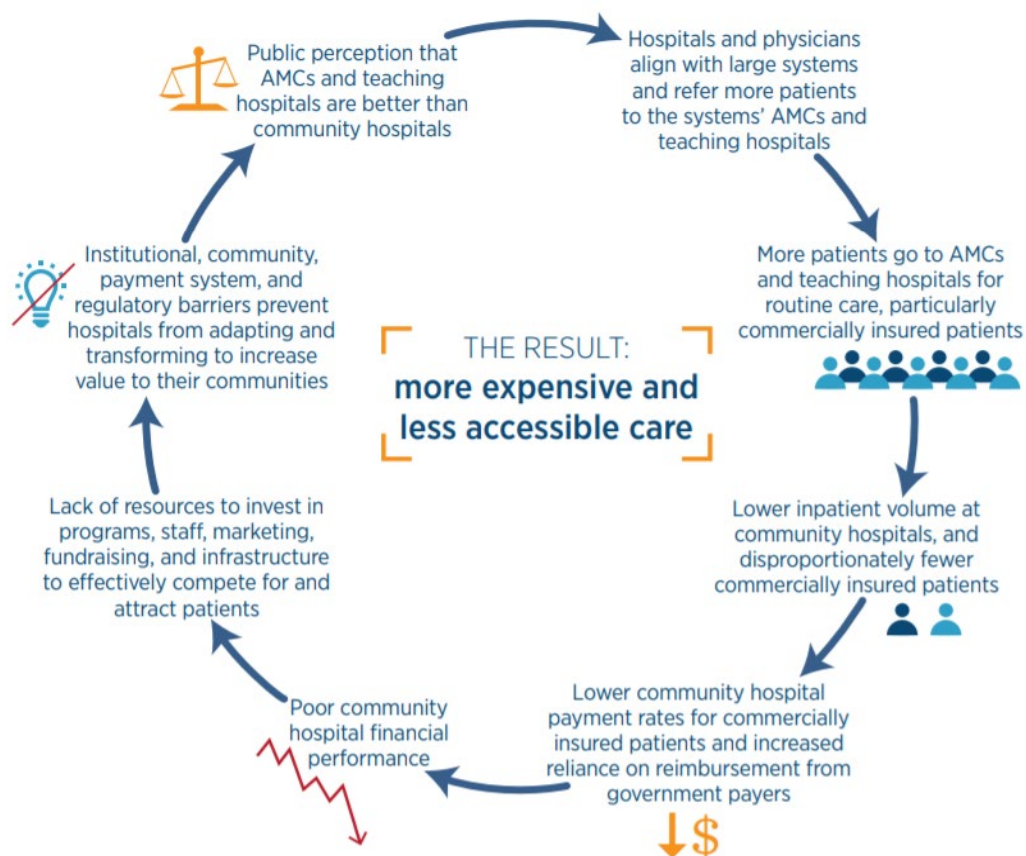 Public perception that
AMCs and teaching
hospitals are better than
community hospitals
Hospitals and physicians
align with large systems
and refer more patients
to the systems’ AMCs and
teaching hospitals
More patients go to AMCs
and teaching hospitals for
routine care, particularly
commercially insured patients
Lower inpatient volume at
community hospitals, and
disproportionately fewer
commercially insured patients
Lower community hospital
payment rates for commercially
insured patients and increased
reliance on reimbursement from
government payers
$
Poor community
hospital financial
performance
Lack of resources to invest in
programs, staff, marketing,
fundraising, and infrastructure
to effectively compete for and
attract patients
Institutional, community,
payment system, and
regulatory barriers prevent
hospitals from adapting and
transforming to increase
value to their communities
THE RESULT:
more expensive and
less accessible care